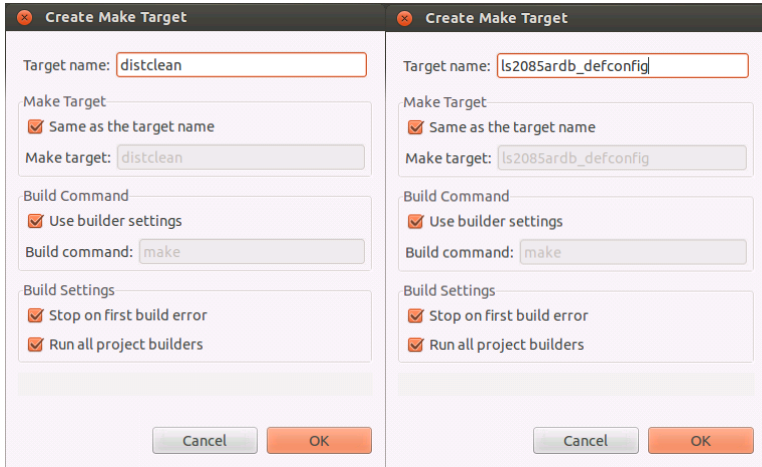 Create Make Target
Target name: distclean
Make Target
Same as the target name
Make target: distclean
Build Command
Use builder settings
Build command: make
Build Settings
Stop on first build error
Run all project builders
Cancel OK
Create Make Target
Target name: ls2085ardb_defconfig
Make Target
Same as the target name
Make target: ls2085ardb_defconfig
Build Command
Use builder settings
Build command: make
Build Settings
Stop on first build error
Run all project builders
Cancel OK